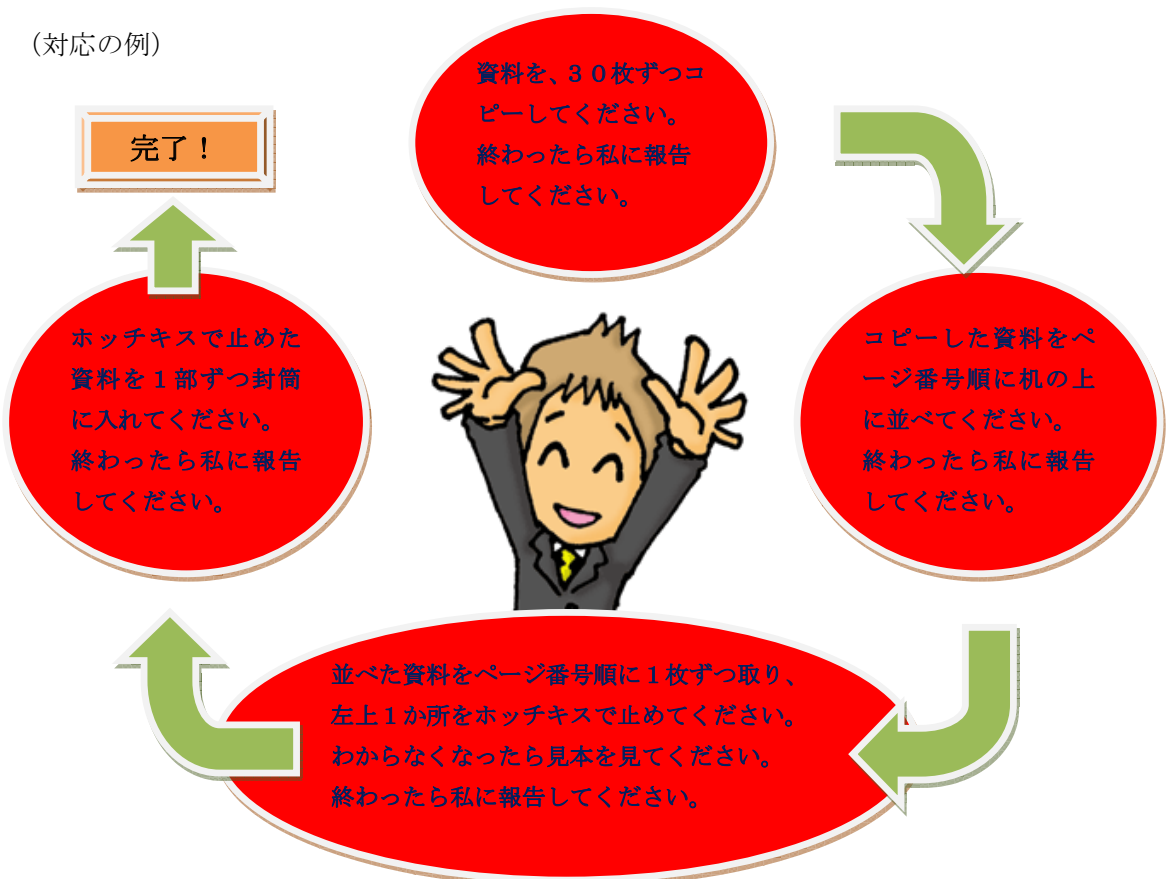 （対応の例）
資料を、３０枚ずつコ
ピーしてください。
終わったら私に報告
してください。
コピーした資料をペ
ージ番号順に机の上
に並べてください。
終わったら私に報告
してください。
並べた資料をページ番号順に１枚ずつ取り、
左上１か所をホッチキスで止めてください。
わからなくなったら見本を見てください。
終わったら私に報告してください。
ホッチキスで止めた
資料を１部ずつ封筒
に入れてください。
終わったら私に報告
してください。
完了！